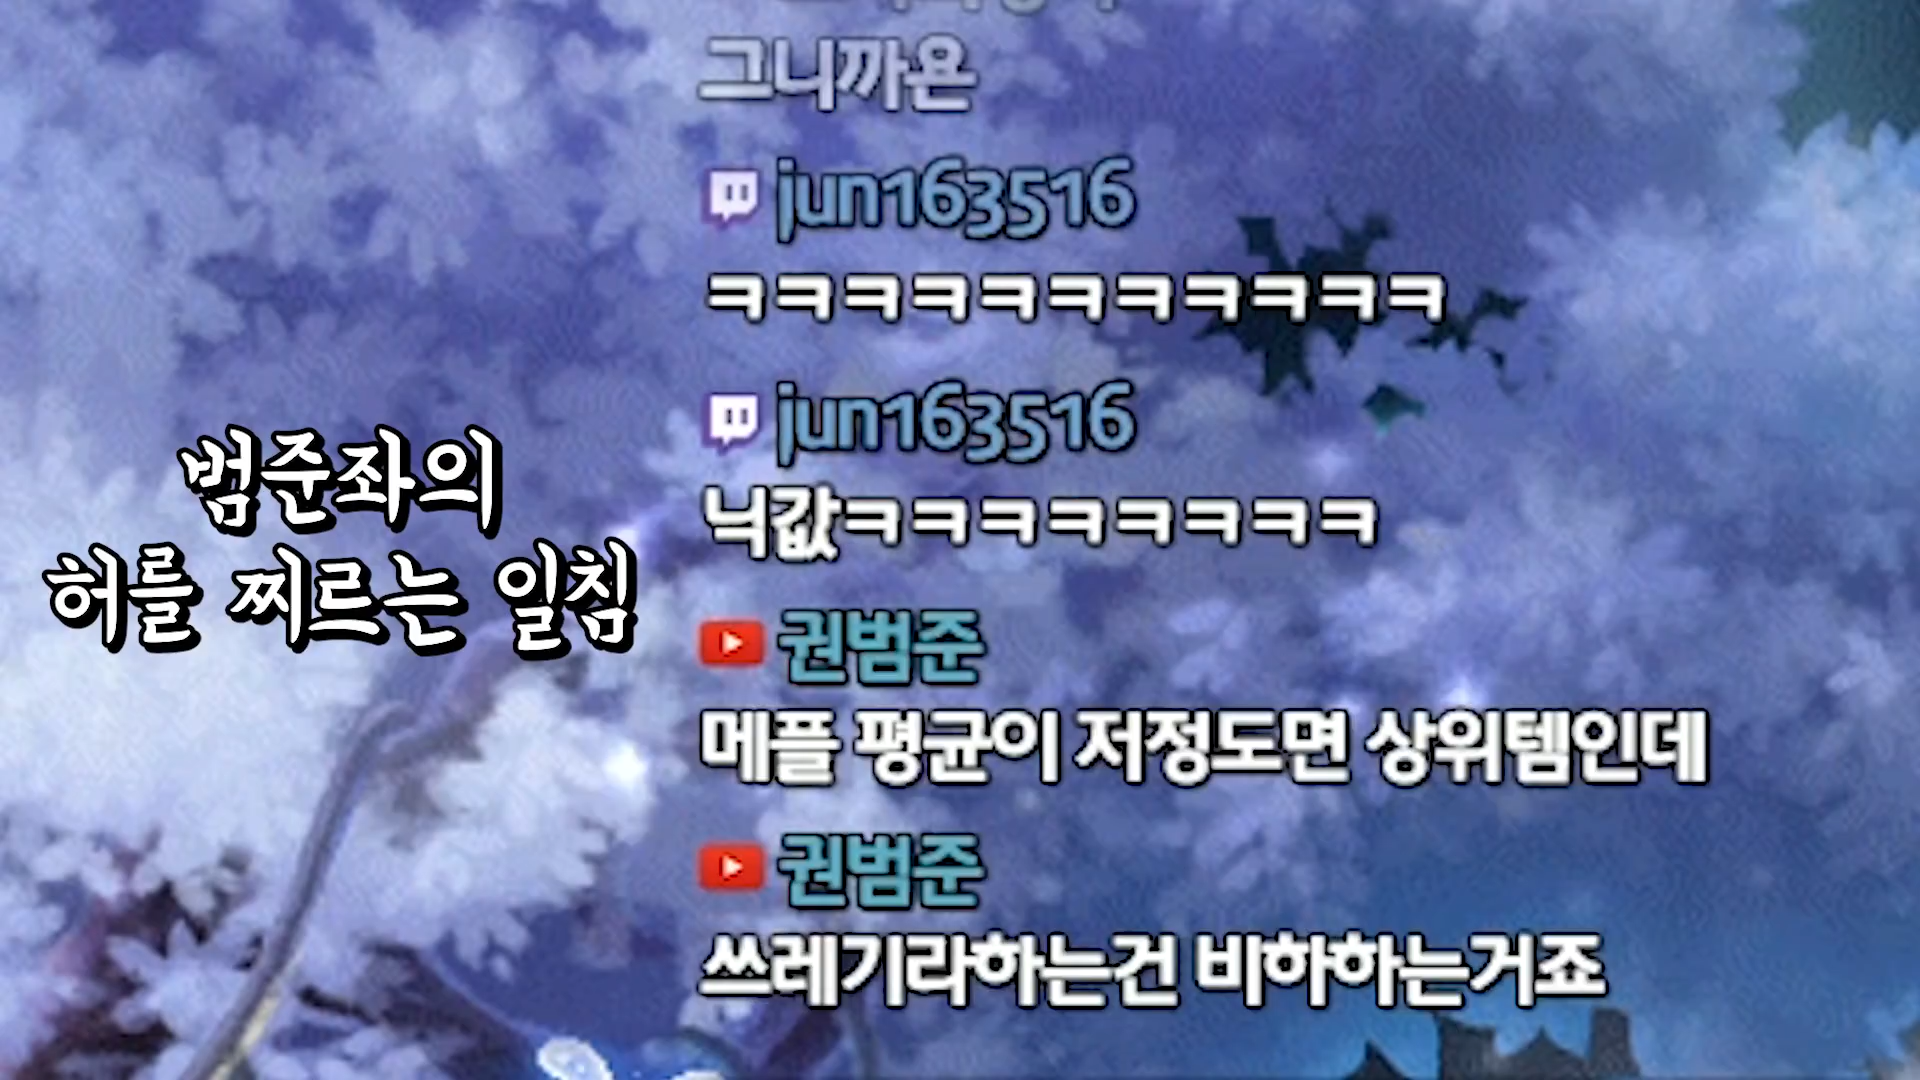 그니까욘
jun163516
ㅋㅋㅋㅋㅋㅋㅋㅋㅋㅋㅋ
jun163516
닉값ㅋㅋㅋㅋㅋㅋㅋㅋ
범준좌의
허를 찌르는 일침
권범준
메플 평균이 저정도면 상위템인데
권범준
쓰레기라하는건 비하하는거죠